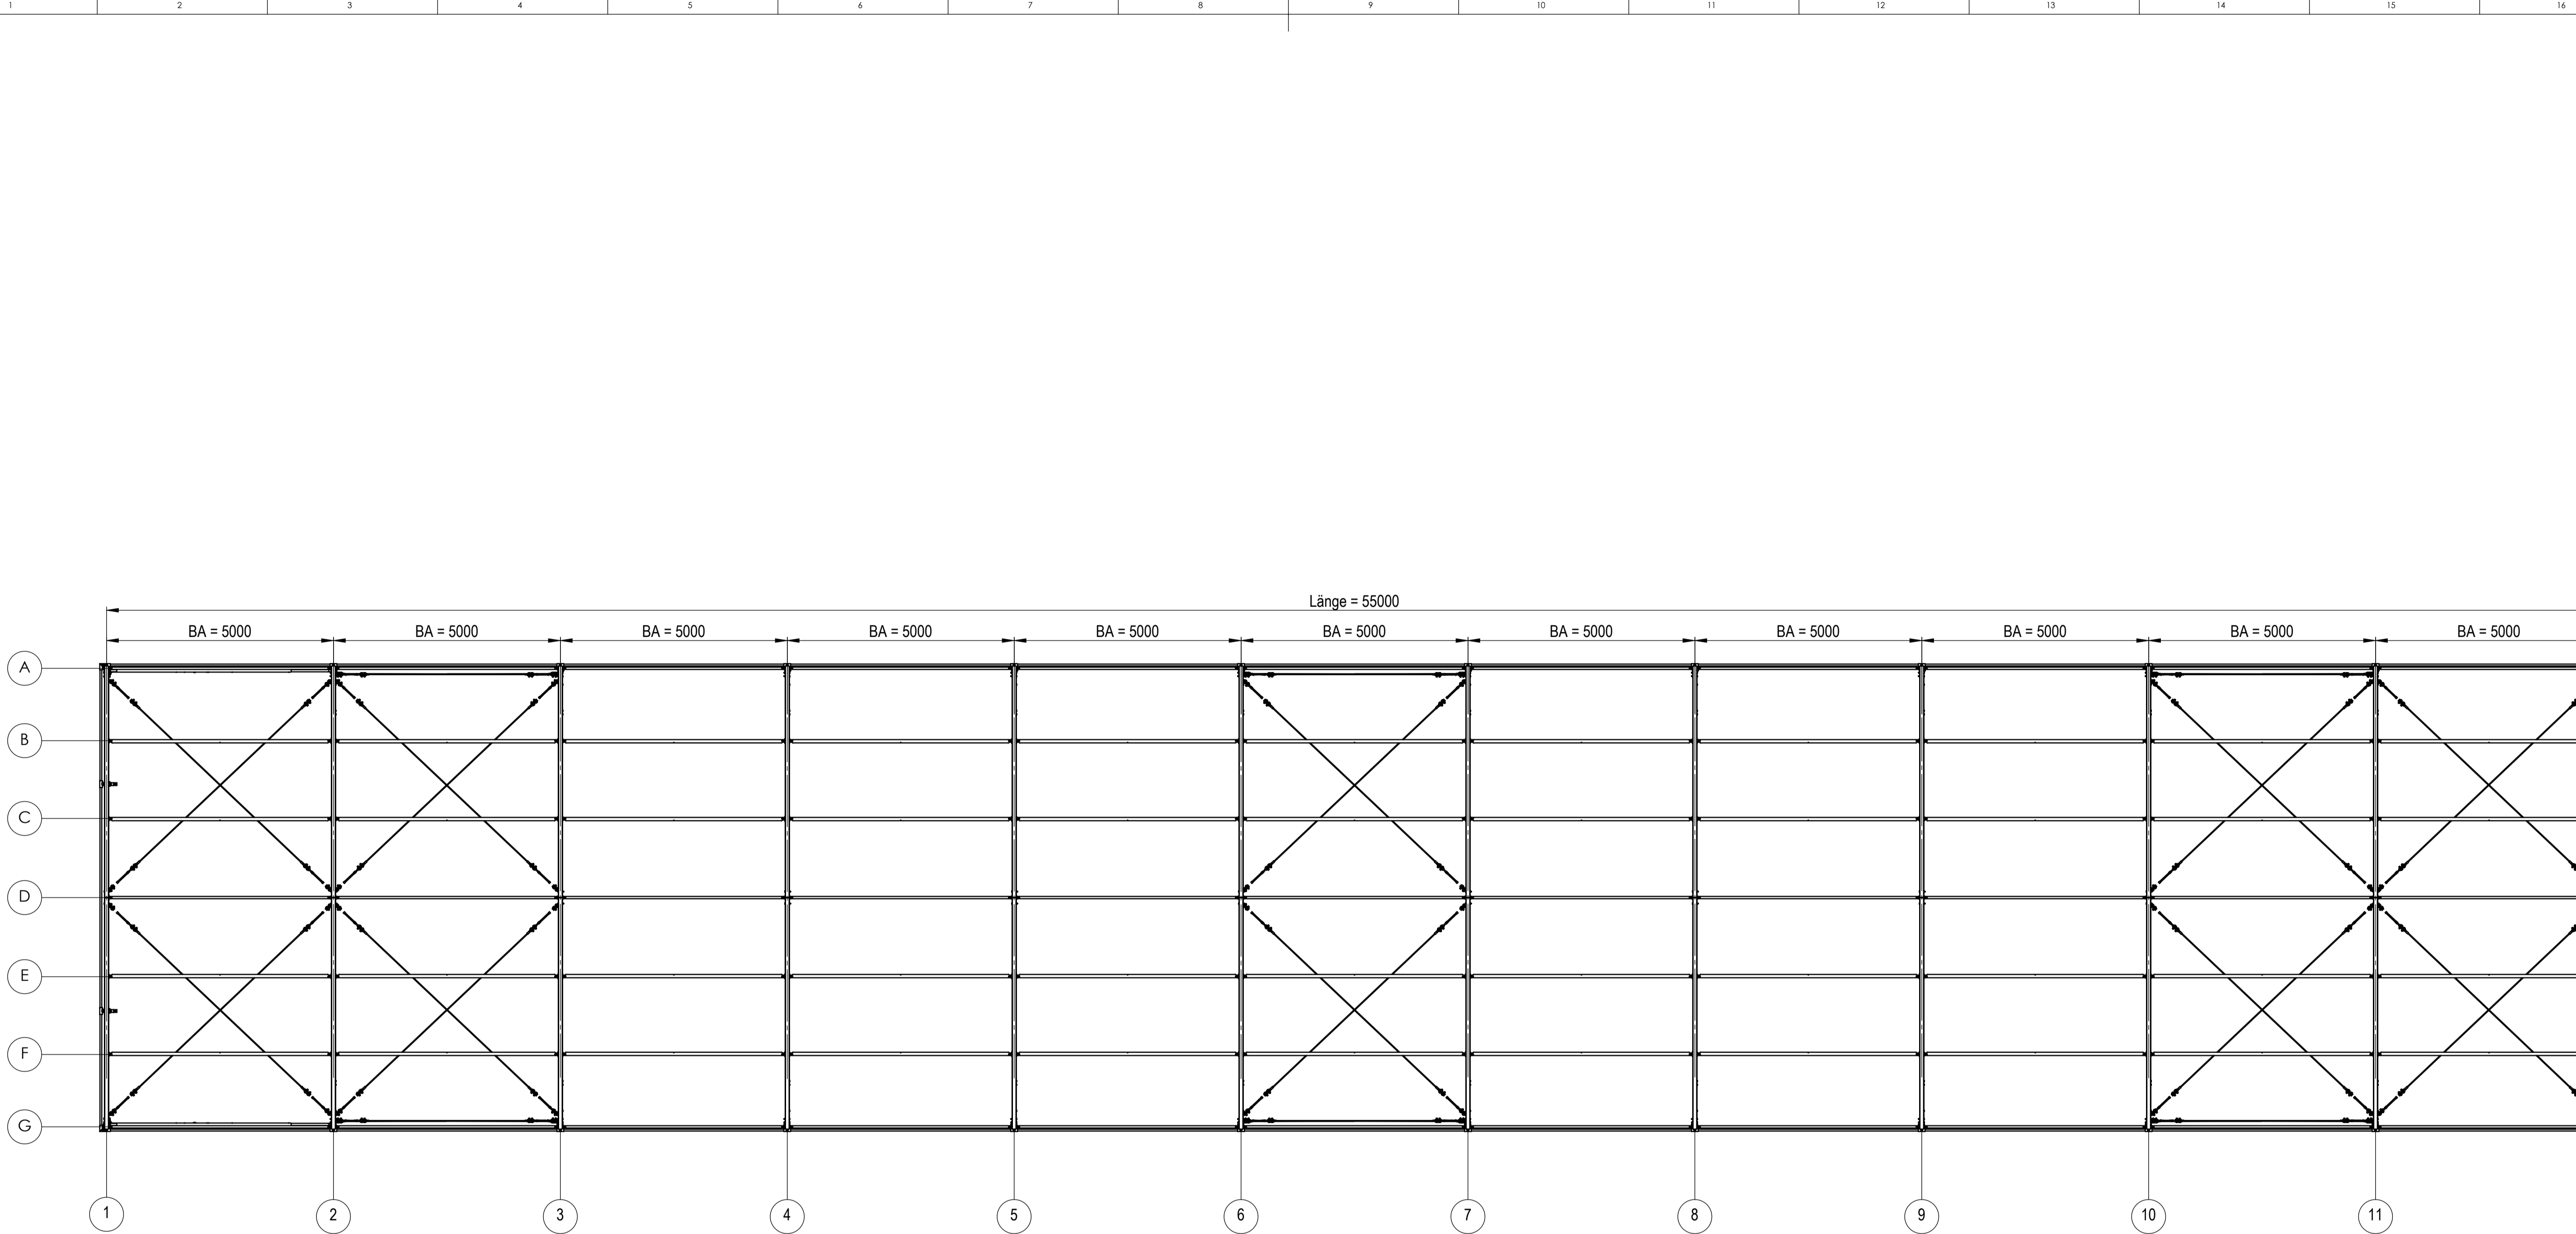 1 2 3 4 5 6 7 8 9 10 11 12 13 14 15 16
Länge = 55000
BA = 5000 BA = 5000 BA = 5000 BA = 5000 BA = 5000 BA = 5000 BA = 5000 BA = 5000 BA = 5000 BA = 5000 BA = 5000
A
B
C
D
E
F
G
1 2 3 4 5 6 7 8 9 10 11